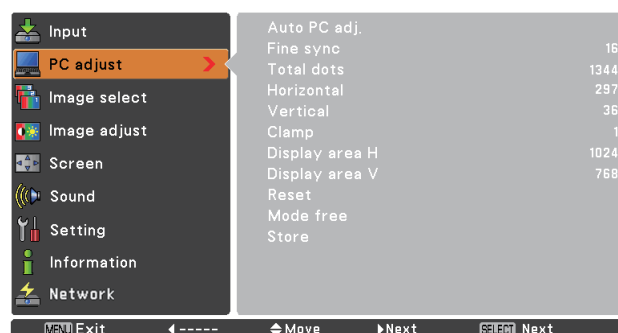 Input
PC adjust
Image select
Image adjust
Screen
Sound
Setting
Information
Network
Auto PC adj.
Fine sync 16
Total dots 1344
Horizontal 297
Vertical 36
Clamp 1
Display area H 1024
Display area V 768
Reset
Mode free
Store
MENU Exit ◀ ----- Move ▶Next SELECT Next